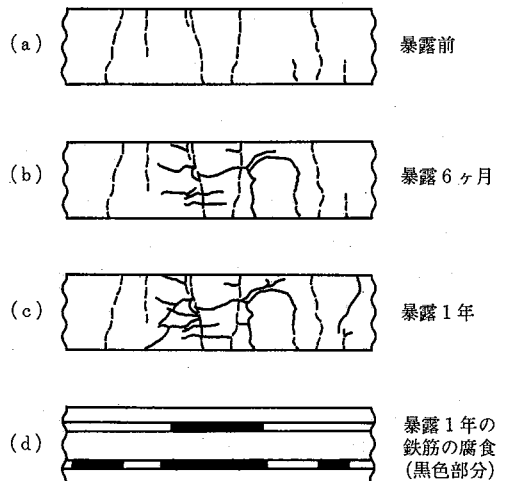 (a)
暴露前
(b)
暴露6ヶ月
(c)
暴露1年
(d)
暴露1年の
鉄筋の腐食
(黒色部分)